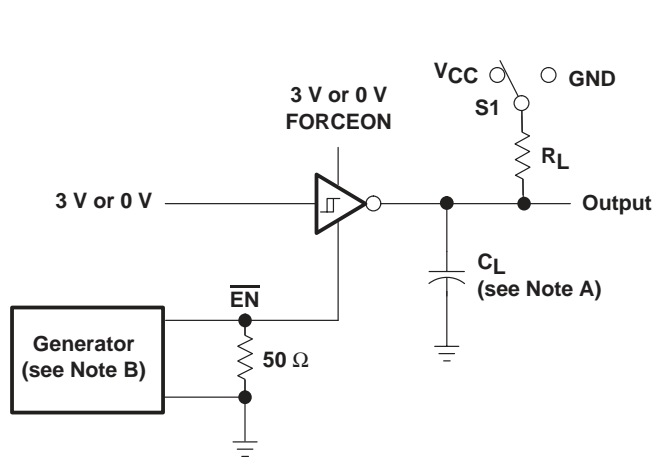 VCC
GND
S1
3 V or 0 V
FORCEON
RL
3 V or 0 V
Output
CL
(see Note A)
EN
Generator
(see Note B)
50 Ω